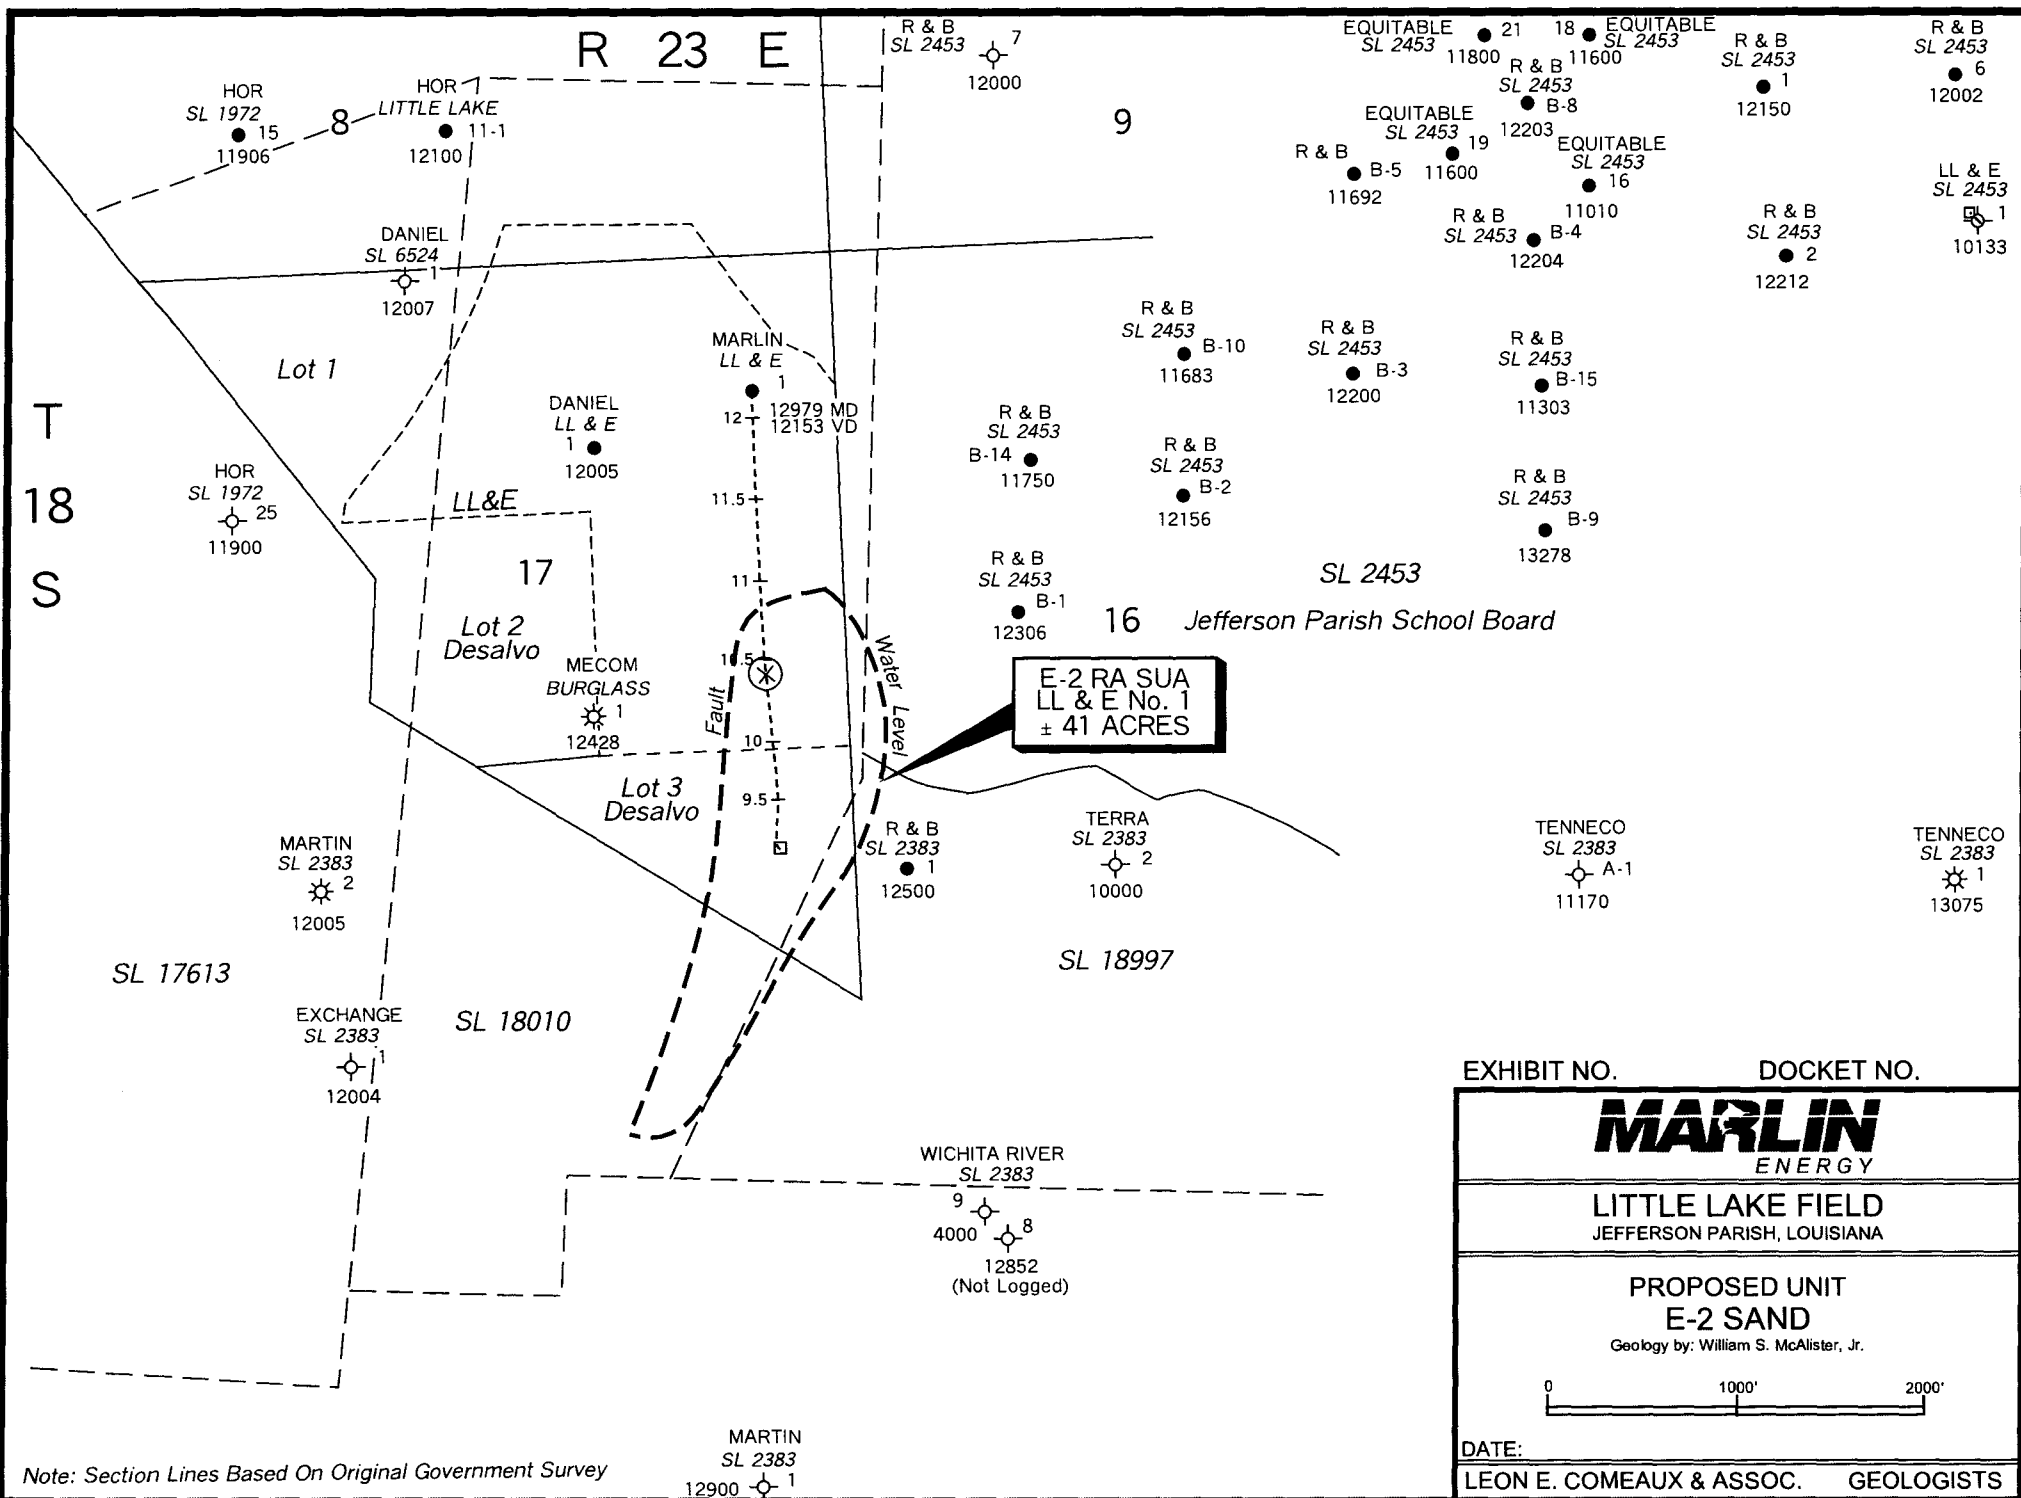 R 23 E
T
18
S
8
9
17
16
HOR
SL 1972
15
11906
HOR
LITTLE LAKE
11-1
12100
R & B
SL 2453
7
12000
EQUITABLE
SL 2453
21
11800
18
EQUITABLE
SL 2453
11600
R & B
SL 2453
B-8
12203
R & B
SL 2453
1
12150
R & B
SL 2453
6
12002
EQUITABLE
SL 2453
19
11600
R & B
B-5
11692
EQUITABLE
SL 2453
16
11010
LL & E
SL 2453
1
10133
R & B
SL 2453
B-4
12204
R & B
SL 2453
2
12212
DANIEL
SL 6524
1
12007
Lot 1
MARLIN
LL & E
1
12979 MD
12153 VD
12
11.5
11
10.5
10
9.5
DANIEL
LL & E
1
12005
LL&E
HOR
SL 1972
25
11900
R & B
SL 2453
B-10
11683
R & B
SL 2453
B-3
12200
R & B
SL 2453
B-15
11303
R & B
SL 2453
B-14
11750
R & B
SL 2453
B-2
12156
R & B
SL 2453
B-9
13278
R & B
SL 2453
B-1
12306
SL 2453
Jefferson Parish School Board
Lot 2
Desalvo
MECOM
BURGLASS
1
12428
Fault
Water Level
E-2 RA SUA
LL & E No. 1
± 41 ACRES
Lot 3
Desalvo
R & B
SL 2383
1
12500
TERRA
SL 2383
2
10000
TENNECO
SL 2383
A-1
11170
TENNECO
SL 2383
1
13075
MARTIN
SL 2383
2
12005
SL 17613
SL 18010
SL 18997
EXCHANGE
SL 2383
1
12004
WICHITA RIVER
SL 2383
9
4000
8
12852
(Not Logged)
MARTIN
SL 2383
1
12900
Note: Section Lines Based On Original Government Survey
EXHIBIT NO. DOCKET NO.
MARLIN
ENERGY
LITTLE LAKE FIELD
JEFFERSON PARISH, LOUISIANA
PROPOSED UNIT
E-2 SAND
Geology by: William S. McAlister, Jr.
0 1000' 2000'
DATE:
LEON E. COMEAUX & ASSOC. GEOLOGISTS